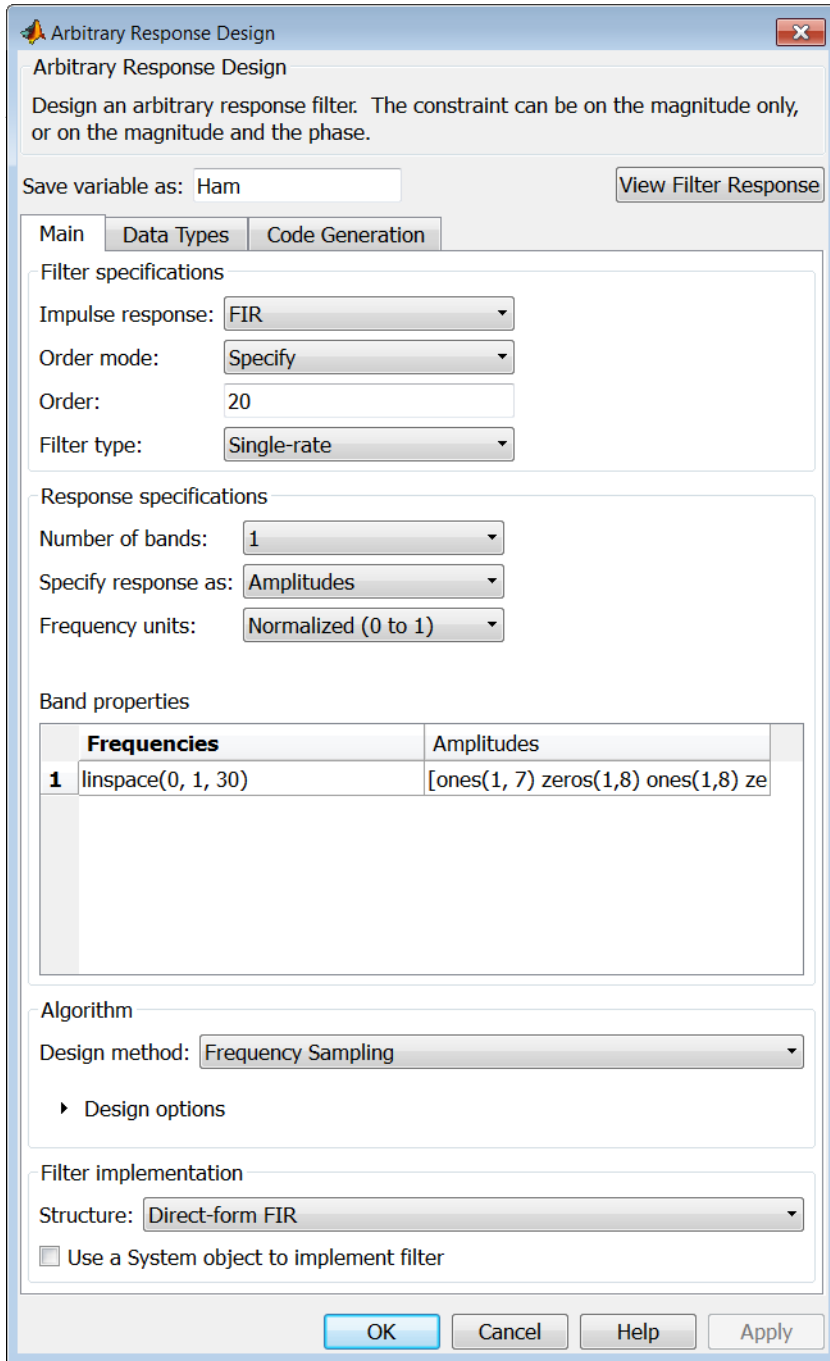 Arbitrary Response Design
Arbitrary Response Design
Design an arbitrary response filter.  The constraint can be on the magnitude only,
or on the magnitude and the phase.
Save variable as: Ham View Filter Response
Main Data Types Code Generation
Filter specifications
Impulse response: FIR
Order mode: Specify
Order: 20
Filter type: Single-rate
Response specifications
Number of bands: 1
Specify response as: Amplitudes
Frequency units: Normalized (0 to 1)
Band properties
Frequencies Amplitudes
1 linspace(0, 1, 30) [ones(1, 7) zeros(1,8) ones(1,8) ze
Algorithm
Design method: Frequency Sampling
Design options
Filter implementation
Structure: Direct-form FIR
Use a System object to implement filter
OK Cancel Help Apply